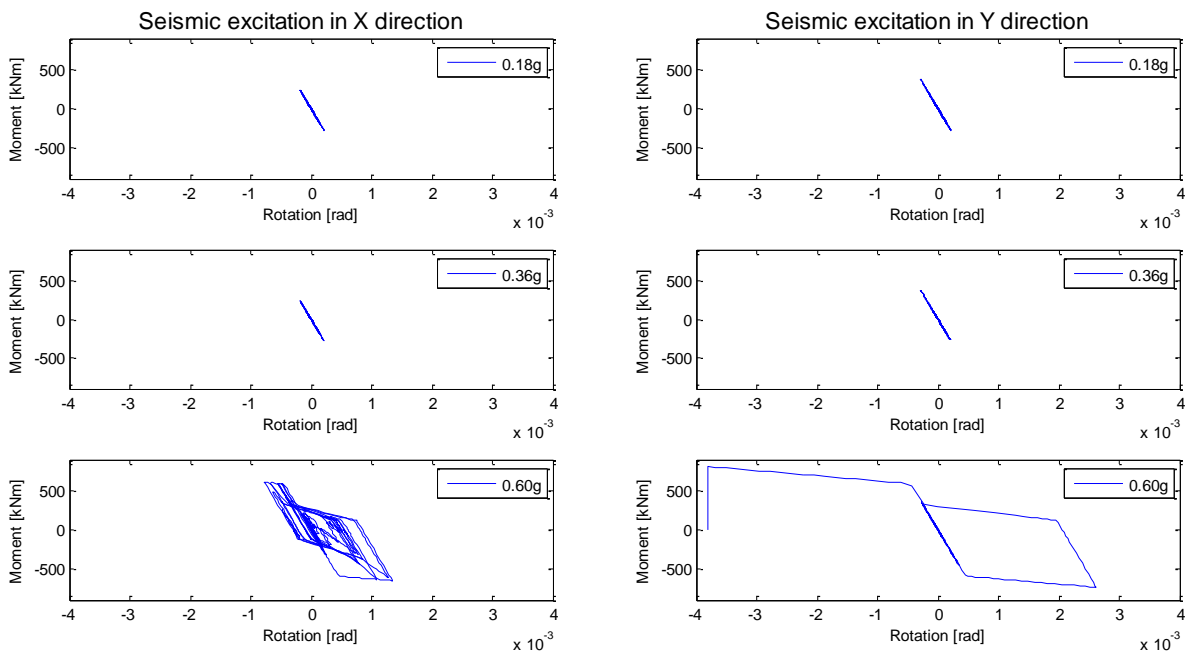 Seismic excitation in X direction
Seismic excitation in Y direction
500
0
-500
Moment [kNm]
0.18g
-4 -3 -2 -1 0 1 2 3 4
Rotation [rad]
x 10-3
500
0
-500
Moment [kNm]
0.18g
-4 -3 -2 -1 0 1 2 3 4
Rotation [rad]
x 10-3
500
0
-500
Moment [kNm]
0.36g
-4 -3 -2 -1 0 1 2 3 4
Rotation [rad]
x 10-3
500
0
-500
Moment [kNm]
0.36g
-4 -3 -2 -1 0 1 2 3 4
Rotation [rad]
x 10-3
500
0
-500
Moment [kNm]
0.60g
-4 -3 -2 -1 0 1 2 3 4
Rotation [rad]
x 10-3
500
0
-500
Moment [kNm]
0.60g
-4 -3 -2 -1 0 1 2 3 4
Rotation [rad]
x 10-3